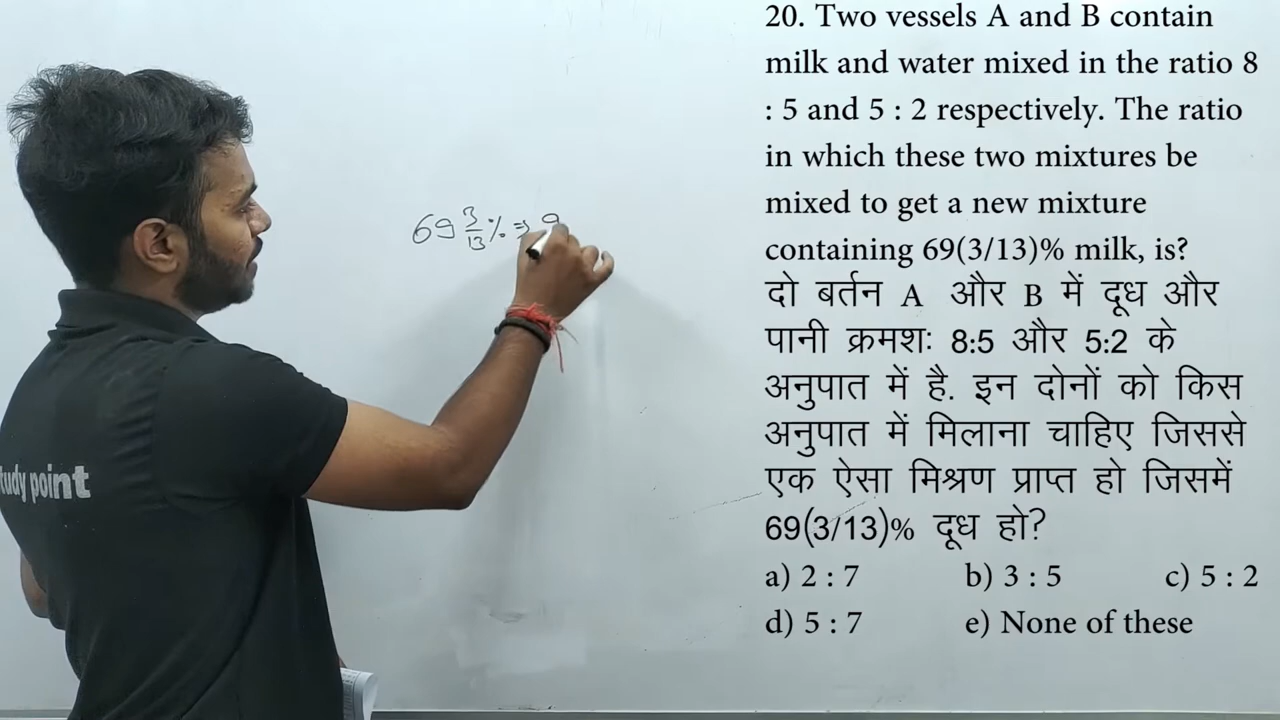 20. Two vessels A and B contain
milk and water mixed in the ratio 8
: 5 and 5 : 2 respectively. The ratio
in which these two mixtures be
mixed to get a new mixture
containing 69(3/13)% milk, is?
दो बर्तन A और B में दूध और
पानी क्रमशः 8:5 और 5:2 के
अनुपात में है. इन दोनों को किस
अनुपात में मिलाना चाहिए जिससे
एक ऐसा मिश्रण प्राप्त हो जिसमें
69(3/13)% दूध हो?
a) 2 : 7 b) 3 : 5 c) 5 : 2
d) 5 : 7 e) None of these
69 3/13 % ⇒ 9
tudy point